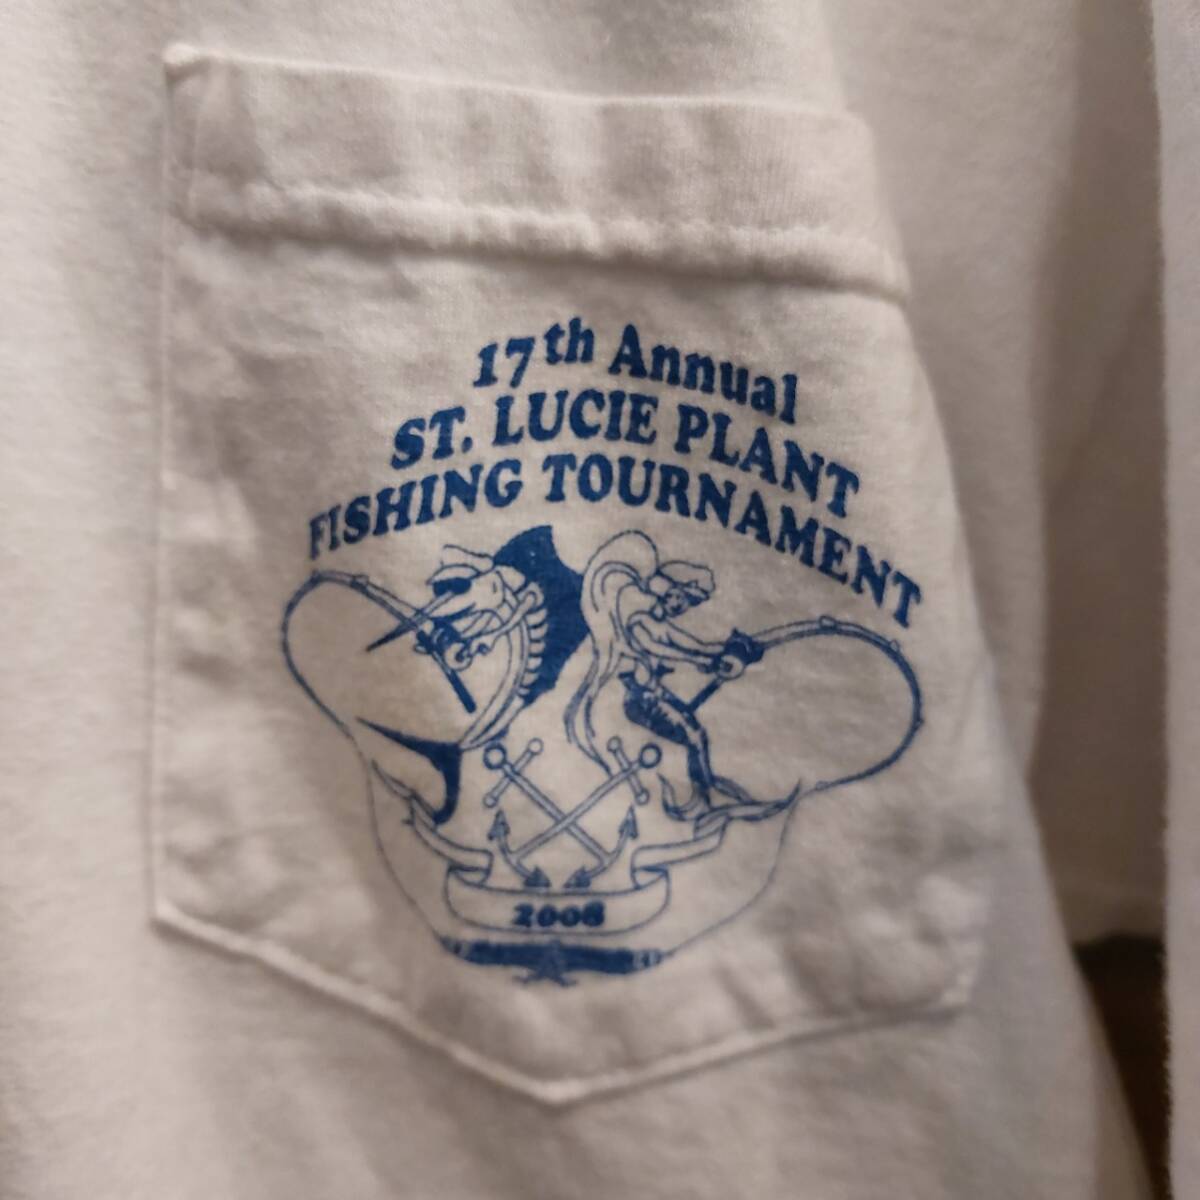 17th Annual
ST. LUCIE PLANT
FISHING TOURNAMENT
2008